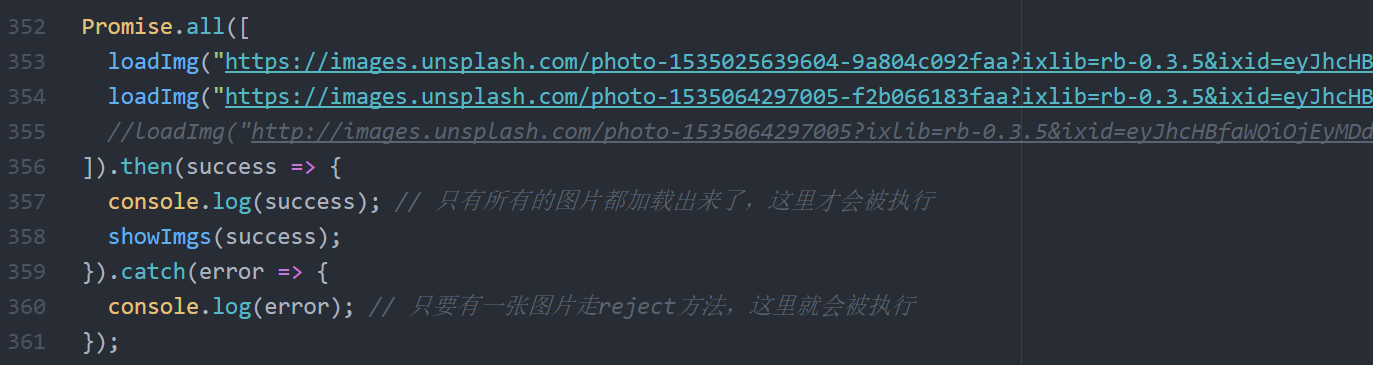 352 Promise.all([
353 loadImg("https://images.unsplash.com/photo-1535025639604-9a804c092faa?ixlib=rb-0.3.5&ixid=eyJhcHB
354 loadImg("https://images.unsplash.com/photo-1535064297005-f2b066183faa?ixlib=rb-0.3.5&ixid=eyJhcHB
355 //loadImg("http://images.unsplash.com/photo-1535064297005?ixlib=rb-0.3.5&ixid=eyJhcHBfaWQiOjEyMDd
356 ]).then(success => {
357 console.log(success); // 只有所有的图片都加载出来了，这里才会被执行
358 showImgs(success);
359 }).catch(error => {
360 console.log(error); // 只要有一张图片走reject方法，这里就会被执行
361 });